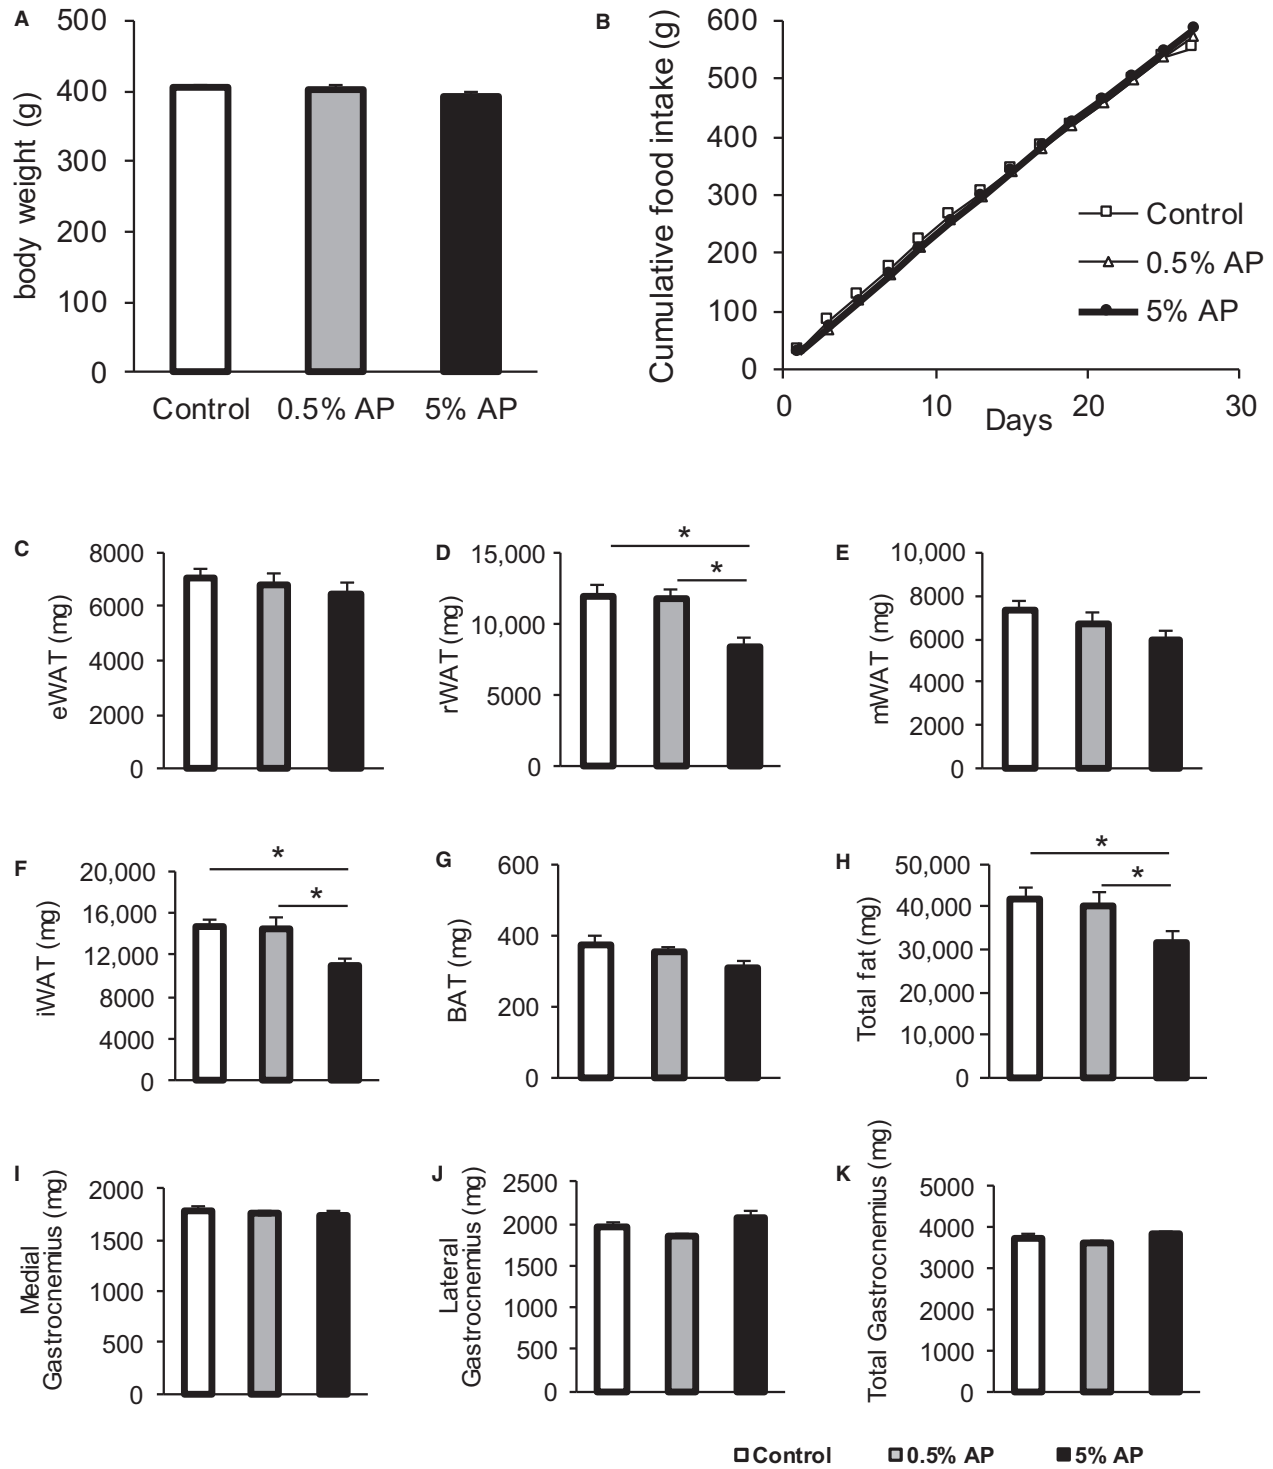 A
body weight (g)
500
400
300
200
100
0
Control 0.5% AP 5% AP
B
Cumulative food intake (g)
600
500
400
300
200
100
0
0 10 20 30
Days
Control
0.5% AP
5% AP
C
eWAT (mg)
8000
6000
4000
2000
0
D
rWAT (mg)
15,000
10,000
5000
0
*
*
E
mWAT (mg)
10,000
8000
6000
4000
2000
0
F
iWAT (mg)
20,000
16,000
12,000
8000
4000
0
*
*
G
BAT (mg)
600
400
200
0
H
Total fat (mg)
50,000
40,000
30,000
20,000
10,000
0
*
*
I
Medial
Gastrocnemius (mg)
2000
1500
1000
500
0
J
Lateral
Gastrocnemius (mg)
2500
2000
1500
1000
500
0
K
Total Gastrocnemius (mg)
5000
4000
3000
2000
1000
0
Control 0.5% AP 5% AP